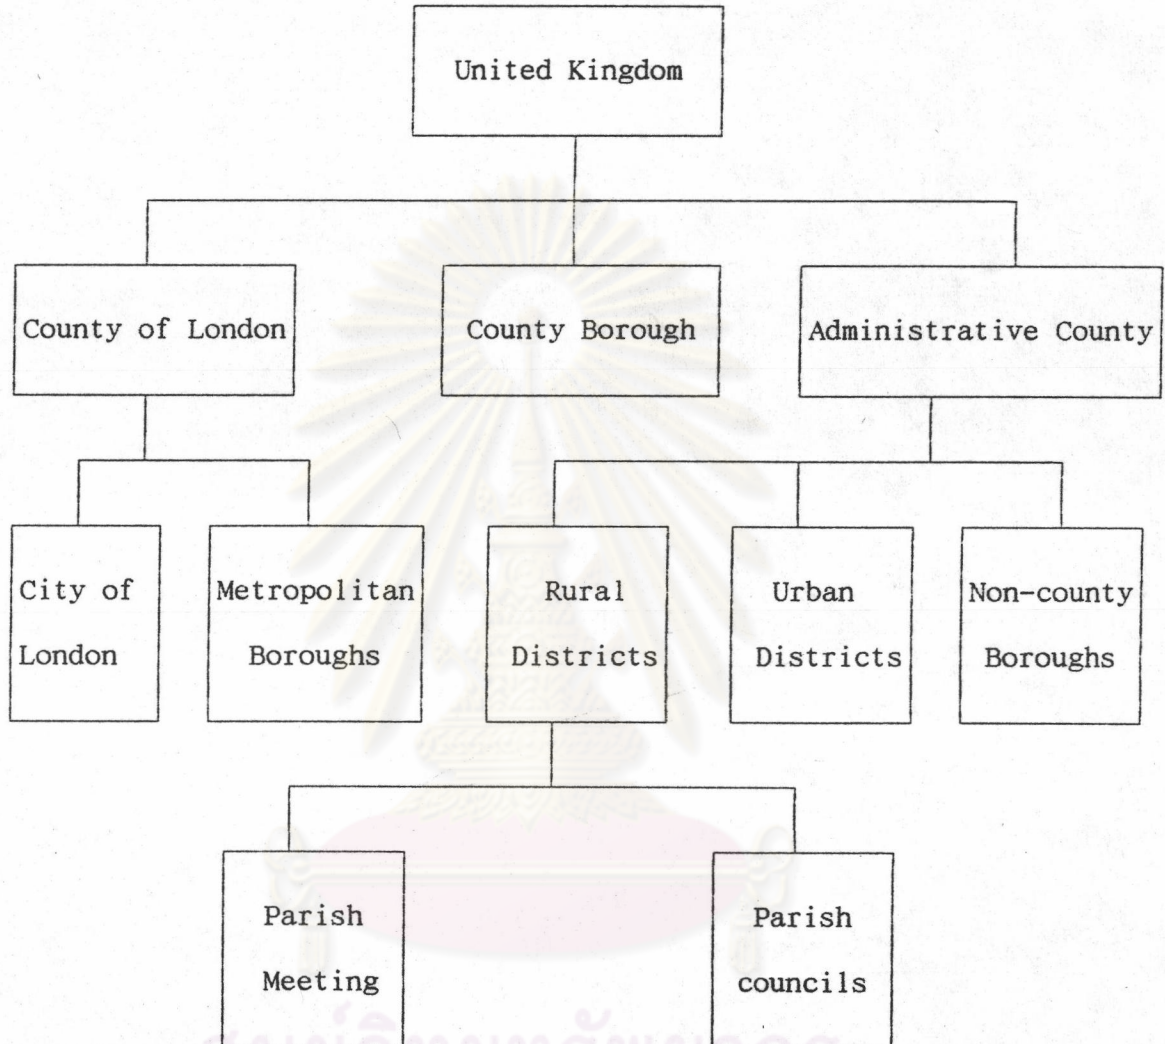 United Kingdom
County of London
County Borough
Administrative County
City of
London
Metropolitan
Boroughs
Rural
Districts
Urban
Districts
Non-county
Boroughs
Parish
Meeting
Parish
councils